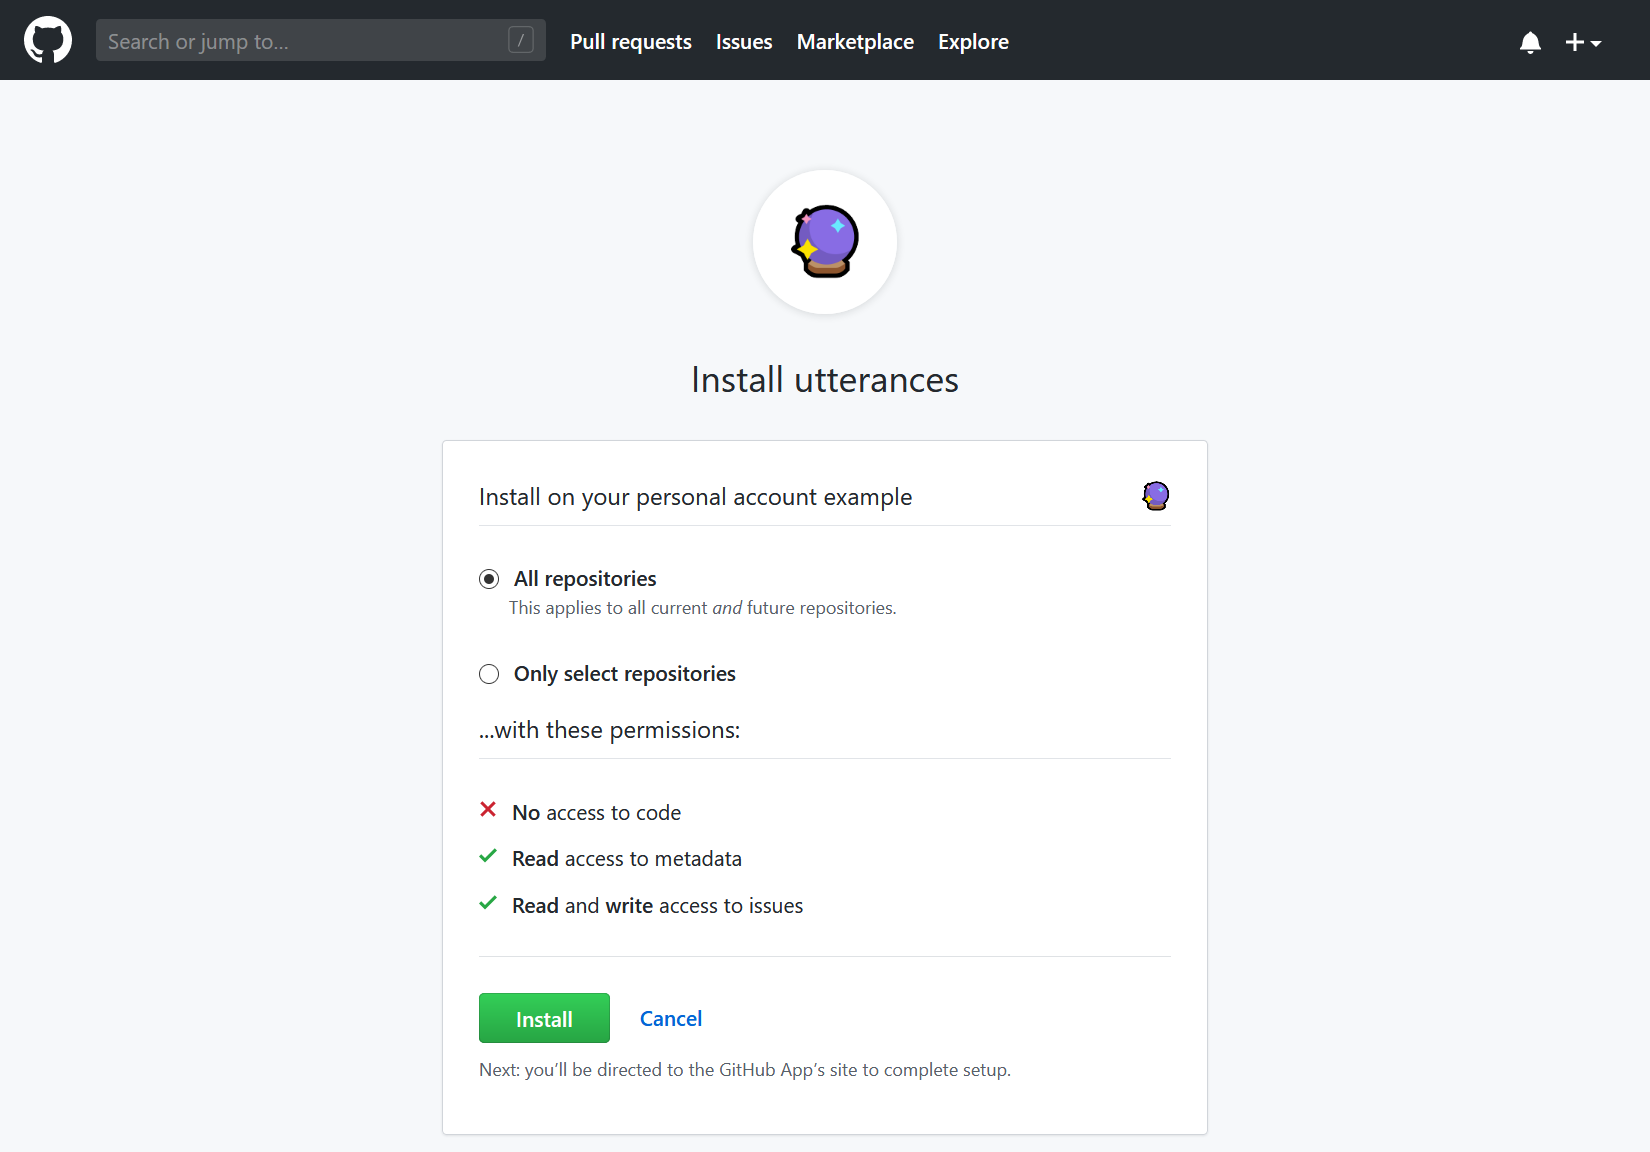 Search or jump to... /
Pull requests Issues Marketplace Explore
Install utterances
Install on your personal account example
All repositories
This applies to all current and future repositories.
Only select repositories
...with these permissions:
No access to code
Read access to metadata
Read and write access to issues
Install Cancel
Next: you’ll be directed to the GitHub App’s site to complete setup.